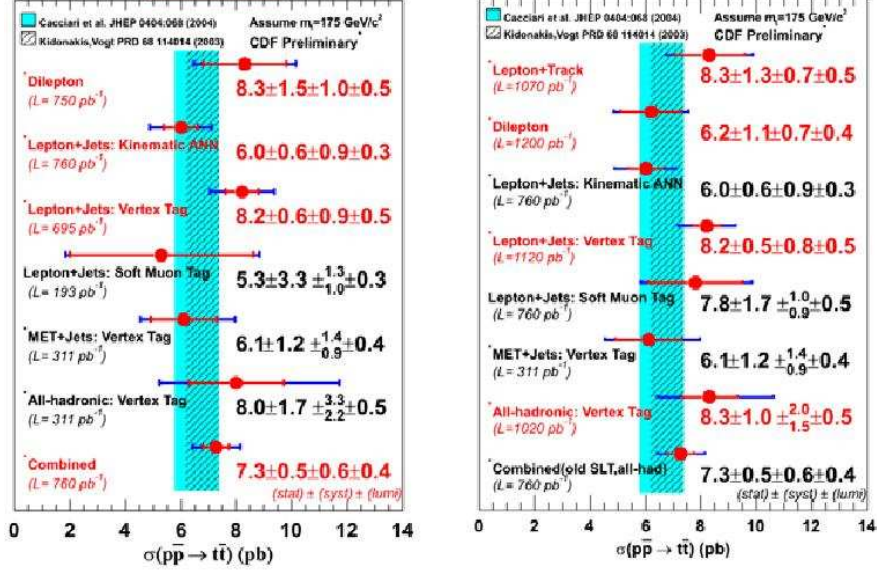 Cacciari et al. JHEP 0404:068 (2004)
Kidonakis,Vogt PRD 68 114014 (2003)
Assume mt=175 GeV/c²
CDF Preliminary*
*Dilepton
(L= 750 pb⁻¹)
8.3±1.5±1.0±0.5
*Lepton+Jets: Kinematic ANN
(L= 760 pb⁻¹)
6.0±0.6±0.9±0.3
*Lepton+Jets: Vertex Tag
(L= 695 pb⁻¹)
8.2±0.6±0.9±0.5
Lepton+Jets: Soft Muon Tag
(L= 193 pb⁻¹)
5.3±3.3 ±1.3 1.0±0.3
*MET+Jets: Vertex Tag
(L= 311 pb⁻¹)
6.1±1.2 ±1.4 0.9±0.4
*All-hadronic: Vertex Tag
(L= 311 pb⁻¹)
8.0±1.7 ±3.3 2.2±0.5
*Combined
(L= 760 pb⁻¹)
7.3±0.5±0.6±0.4
(stat) ± (syst) ± (lumi)
0 2 4 6 8 10 12 14
σ(pp̅ → tt̅) (pb)
Cacciari et al. JHEP 0404:068 (2004)
Kidonakis,Vogt PRD 68 114014 (2003)
Assume mt=175 GeV/c²
CDF Preliminary*
*Lepton+Track
(L=1070 pb⁻¹)
8.3±1.3±0.7±0.5
*Dilepton
(L=1200 pb⁻¹)
6.2±1.1±0.7±0.4
*Lepton+Jets: Kinematic ANN
(L= 760 pb⁻¹)
6.0±0.6±0.9±0.3
*Lepton+Jets: Vertex Tag
(L=1120 pb⁻¹)
8.2±0.5±0.8±0.5
Lepton+Jets: Soft Muon Tag
(L= 760 pb⁻¹)
7.8±1.7 ±1.0 0.9±0.5
*MET+Jets: Vertex Tag
(L= 311 pb⁻¹)
6.1±1.2 ±1.4 0.9±0.4
*All-hadronic: Vertex Tag
(L=1020 pb⁻¹)
8.3±1.0 ±2.0 1.5±0.5
*Combined(old SLT,all-had)
(L= 760 pb⁻¹)
7.3±0.5±0.6±0.4
(stat) ± (syst) ± (lumi)
0 2 4 6 8 10 12 14
σ(pp̅ → tt̅) (pb)